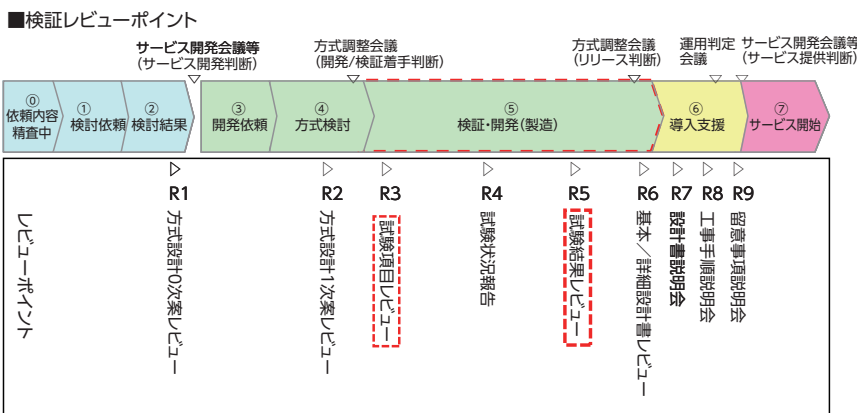 ■検証レビューポイント
サービス開発会議等
(サービス開発判断)
方式調整会議
(開発/検証着手判断)
方式調整会議
(リリース判断)
運用判定
会議
サービス開発会議等
(サービス提供判断)
⓪
依頼内容
精査中
①
検討依頼
②
検討結果
③
開発依頼
④
方式検討
⑤
検証・開発(製造)
⑥
導入支援
⑦
サービス開始
レビューポイント
R1
方式設計0次案レビュー
R2
方式設計1次案レビュー
R3
試験項目レビュー
R4
試験状況報告
R5
試験結果レビュー
R6
基本/詳細設計書レビュー
R7
設計書説明会
R8
工事手順説明会
R9
留意事項説明会